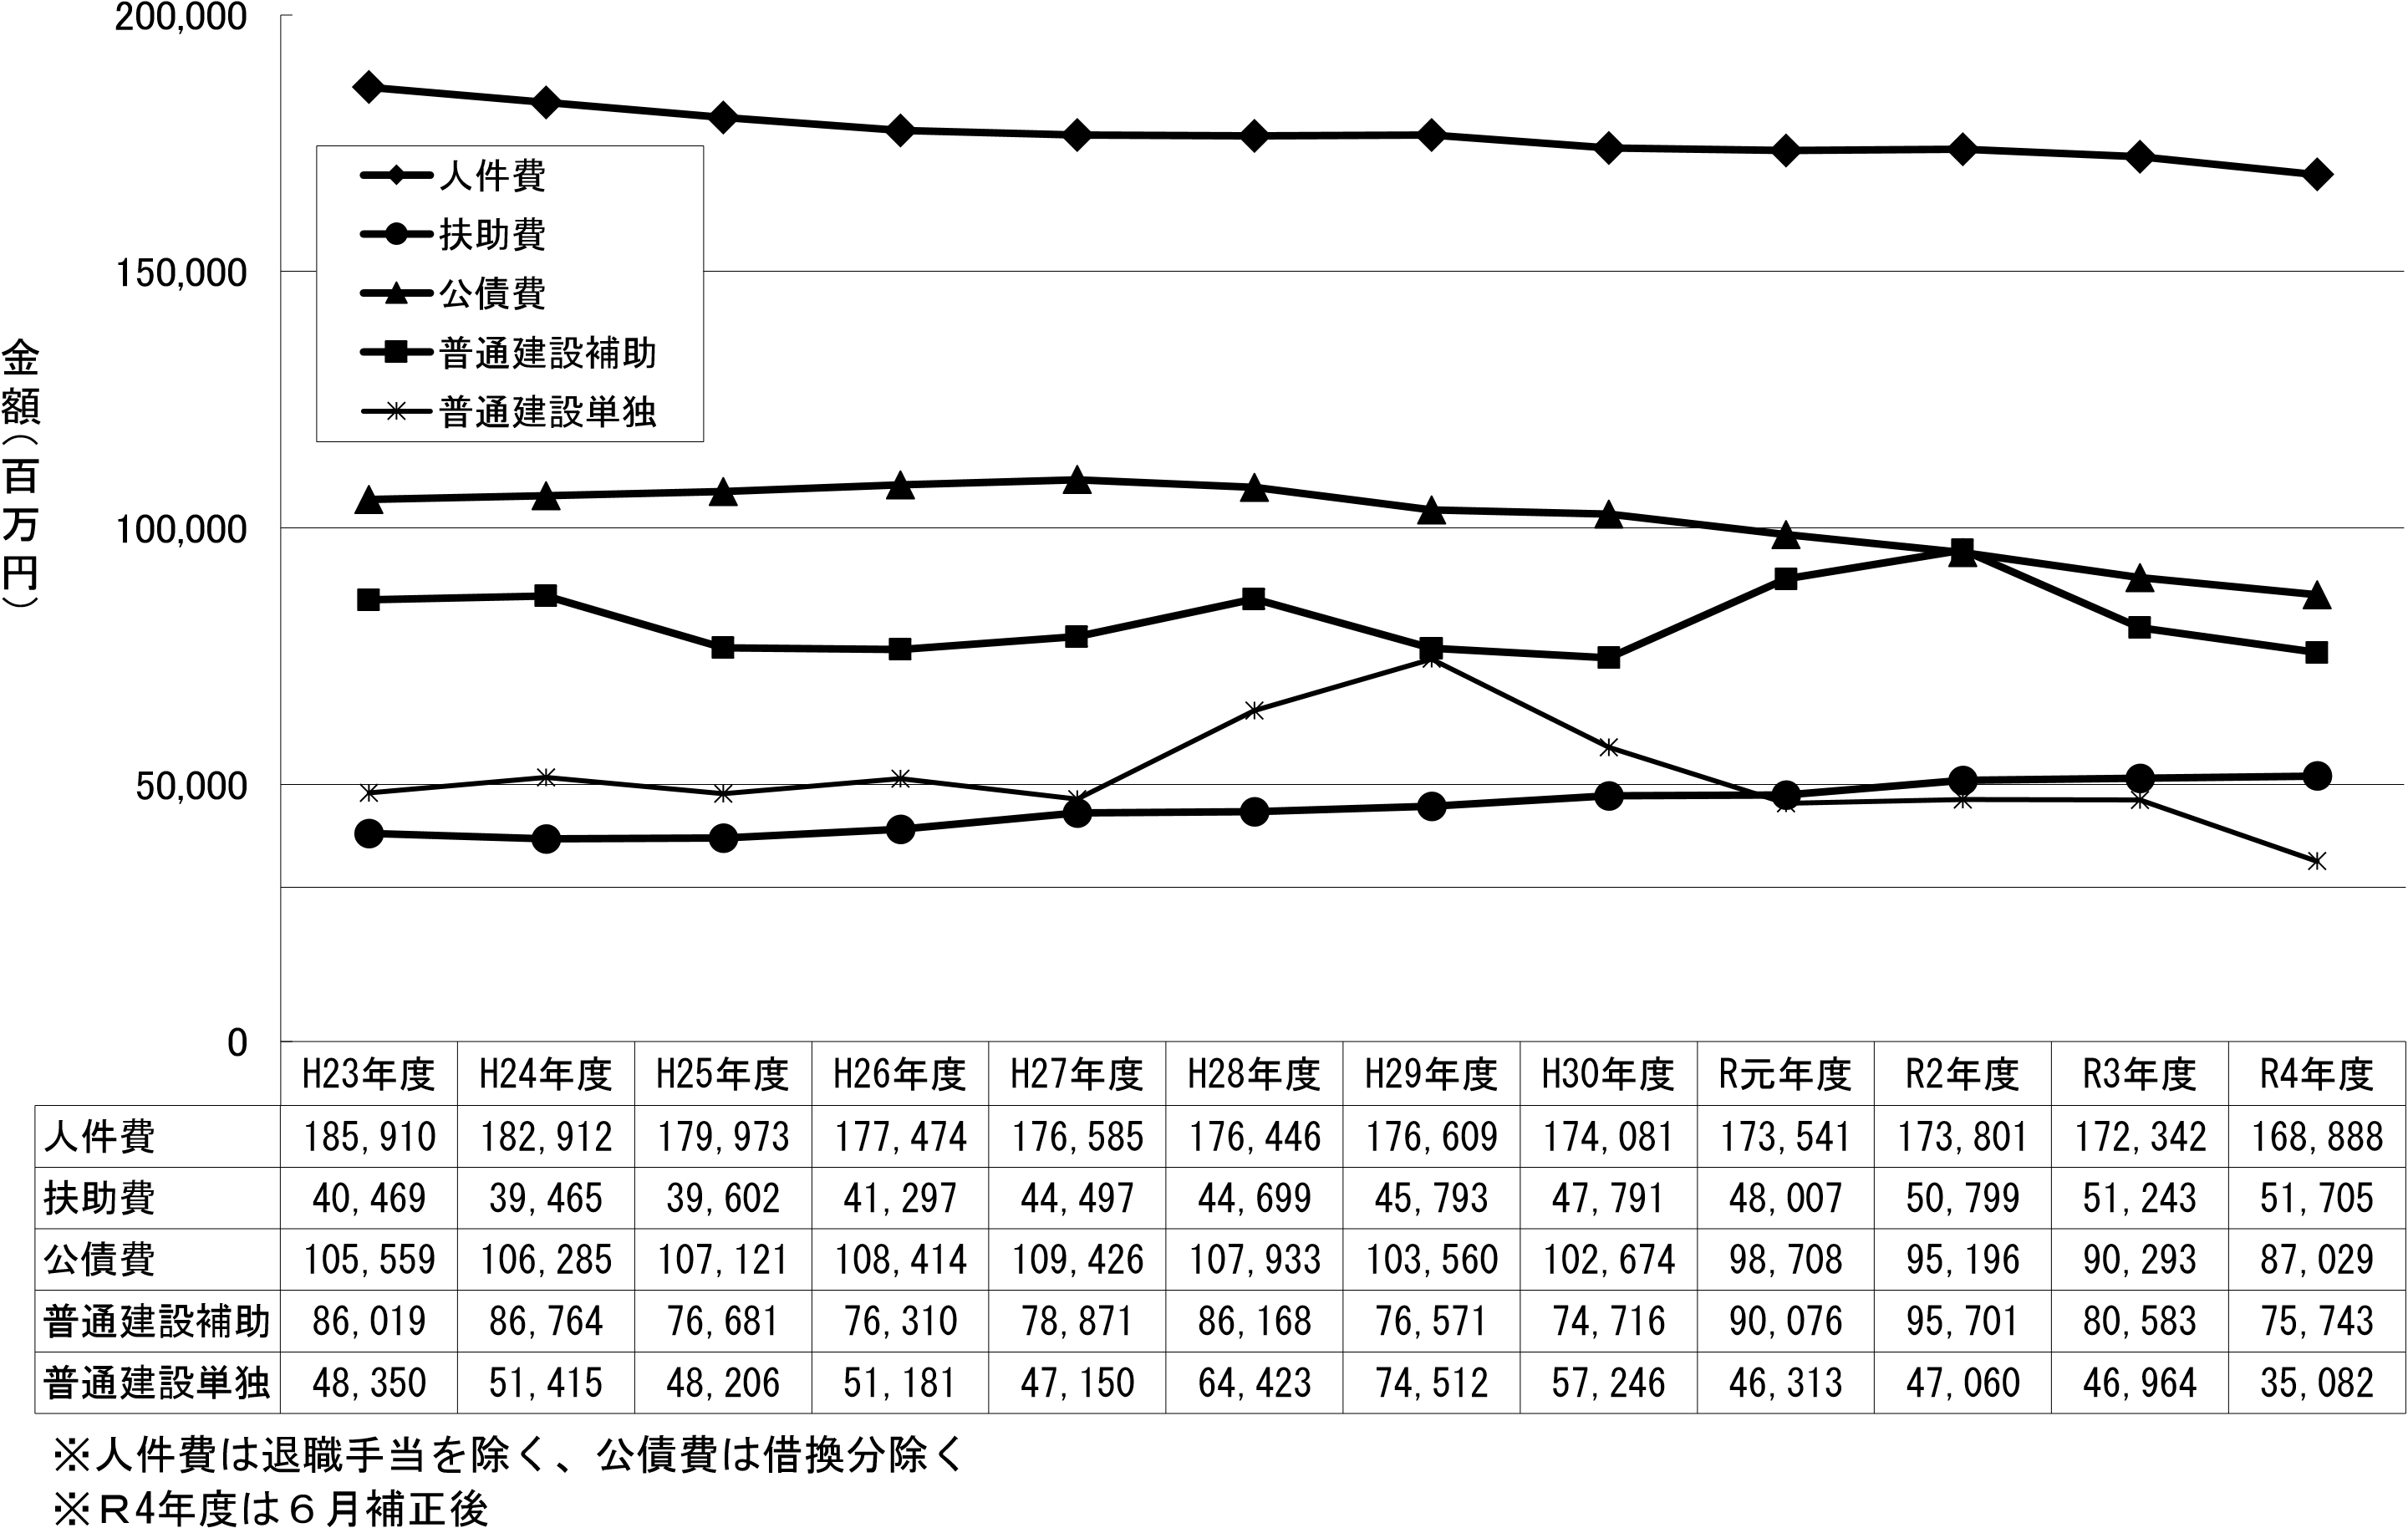 200,000
150,000
100,000
50,000
0
金額（百万円）
人件費
扶助費
公債費
普通建設補助
普通建設単独
H23年度 H24年度 H25年度 H26年度 H27年度 H28年度 H29年度 H30年度 R元年度 R2年度 R3年度 R4年度
人件費 185,910 182,912 179,973 177,474 176,585 176,446 176,609 174,081 173,541 173,801 172,342 168,888
扶助費 40,469 39,465 39,602 41,297 44,497 44,699 45,793 47,791 48,007 50,799 51,243 51,705
公債費 105,559 106,285 107,121 108,414 109,426 107,933 103,560 102,674 98,708 95,196 90,293 87,029
普通建設補助 86,019 86,764 76,681 76,310 78,871 86,168 76,571 74,716 90,076 95,701 80,583 75,743
普通建設単独 48,350 51,415 48,206 51,181 47,150 64,423 74,512 57,246 46,313 47,060 46,964 35,082
※人件費は退職手当を除く、公債費は借換分除く
※Ｒ4年度は６月補正後